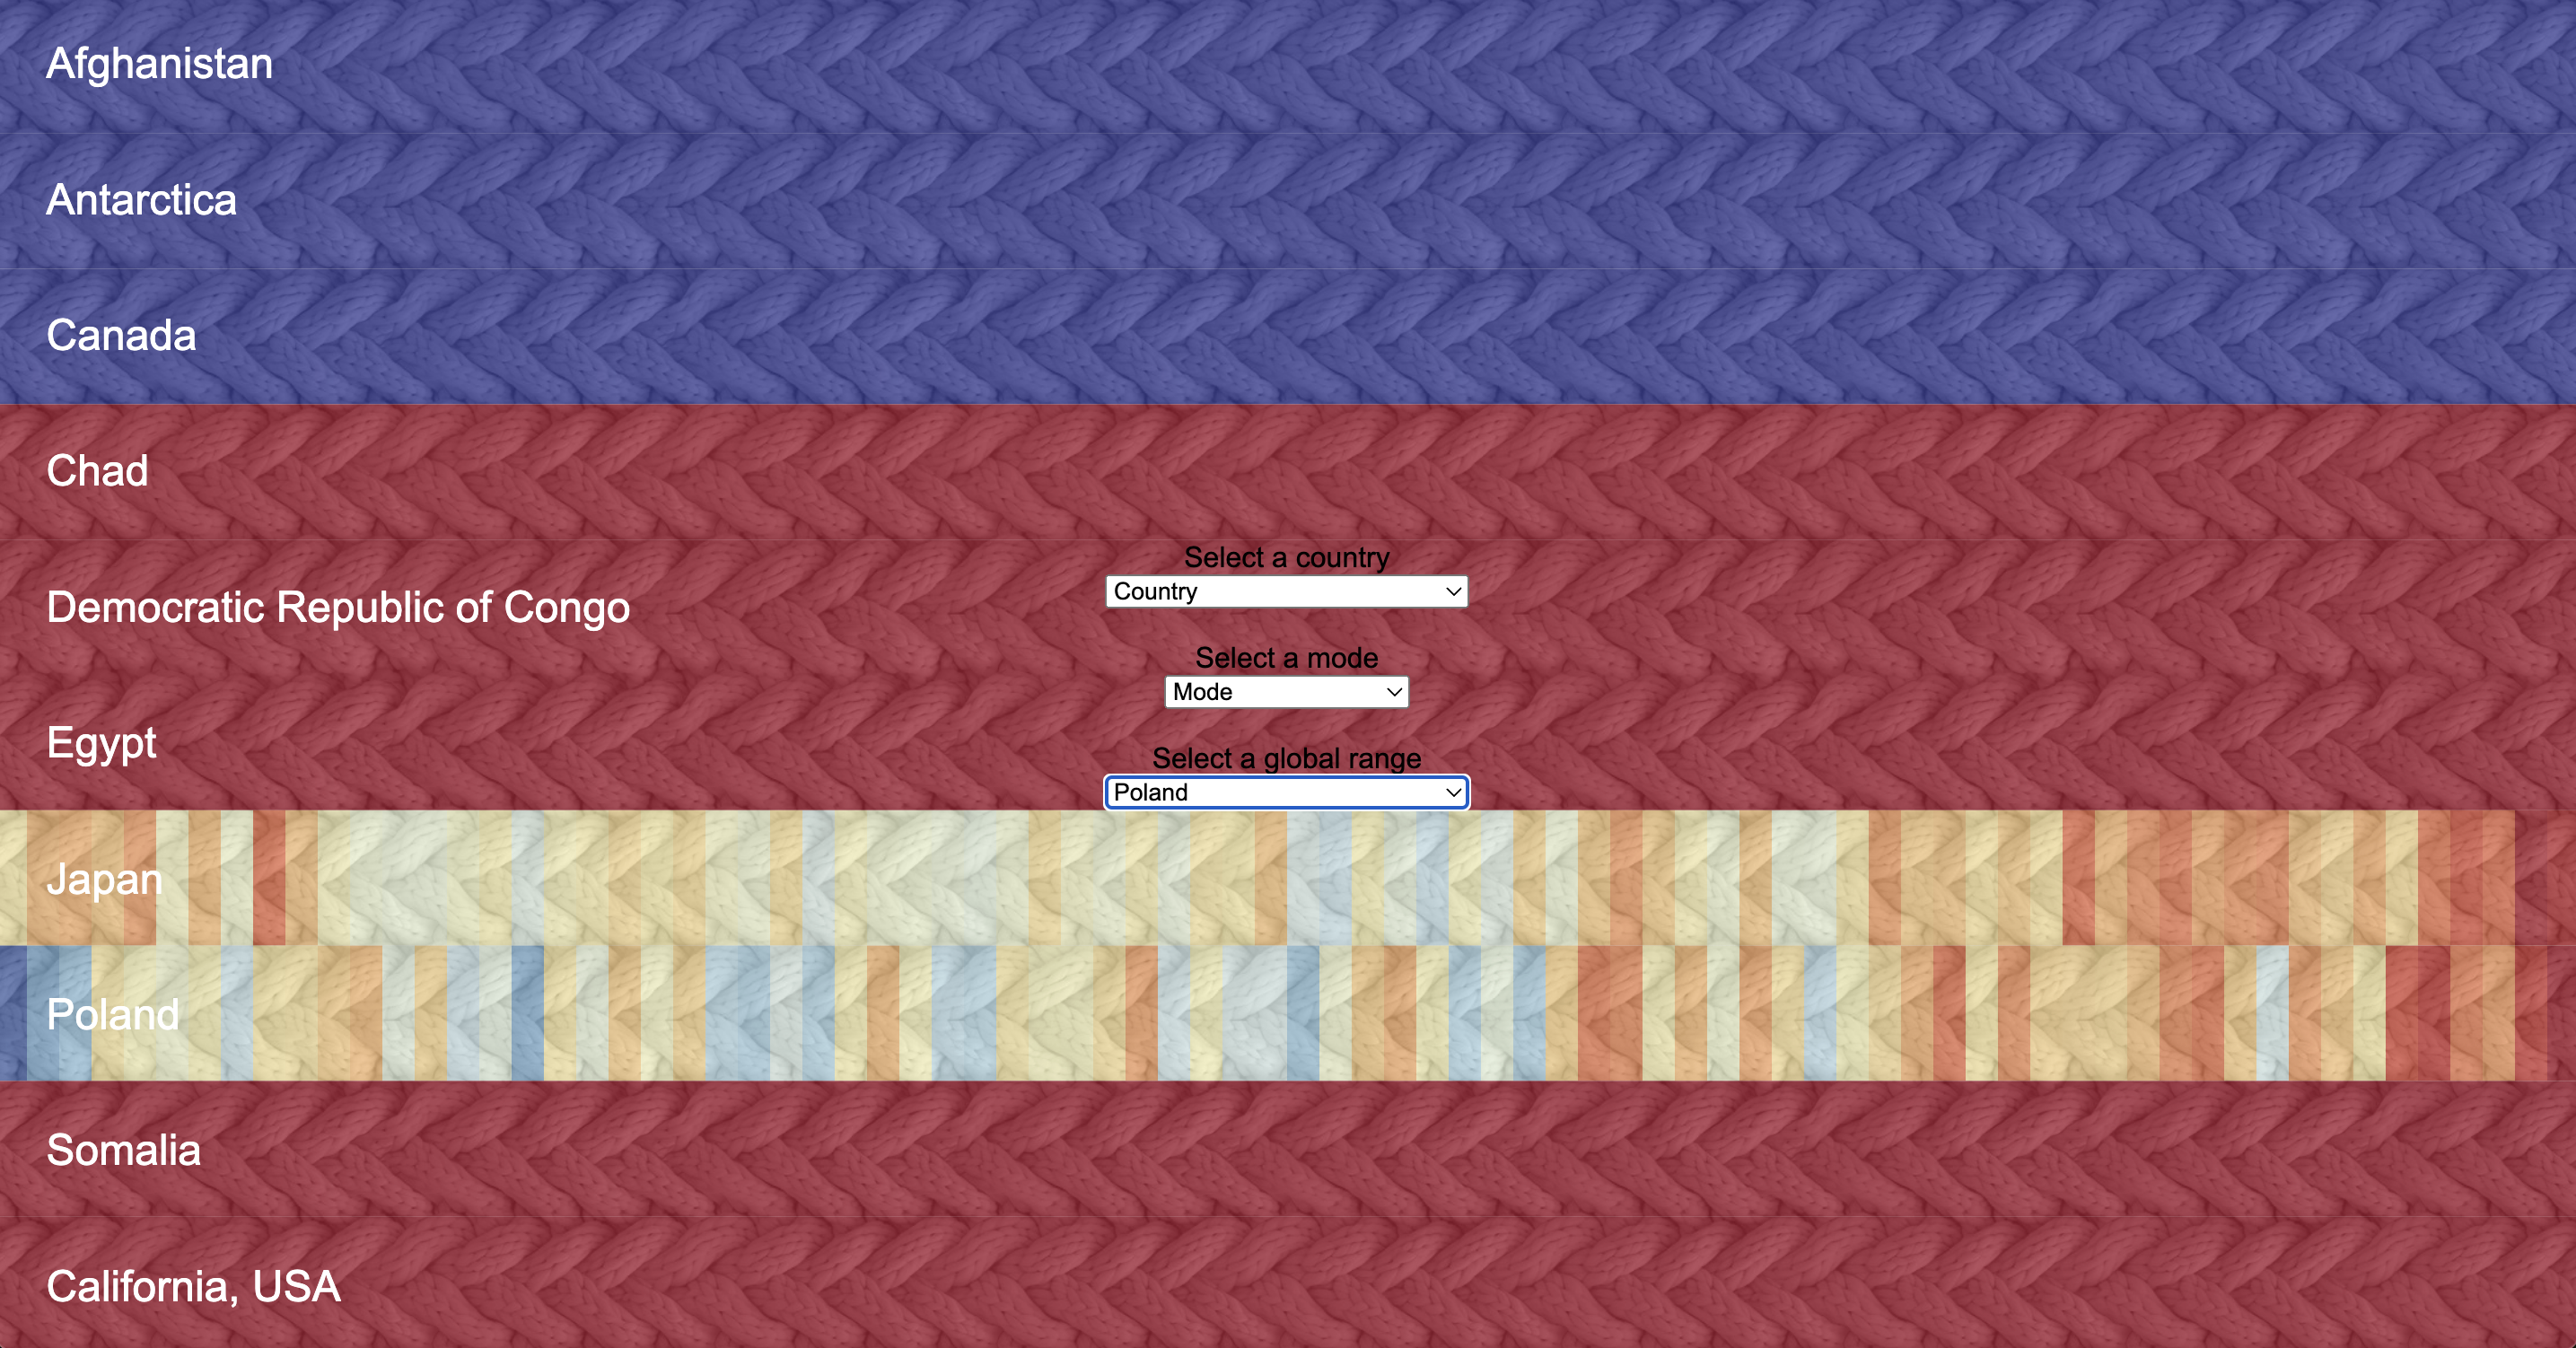 Afghanistan
Antarctica
Canada
Chad
Select a country
Country
Democratic Republic of Congo
Select a mode
Mode
Egypt
Select a global range
Poland
Japan
Poland
Somalia
California, USA